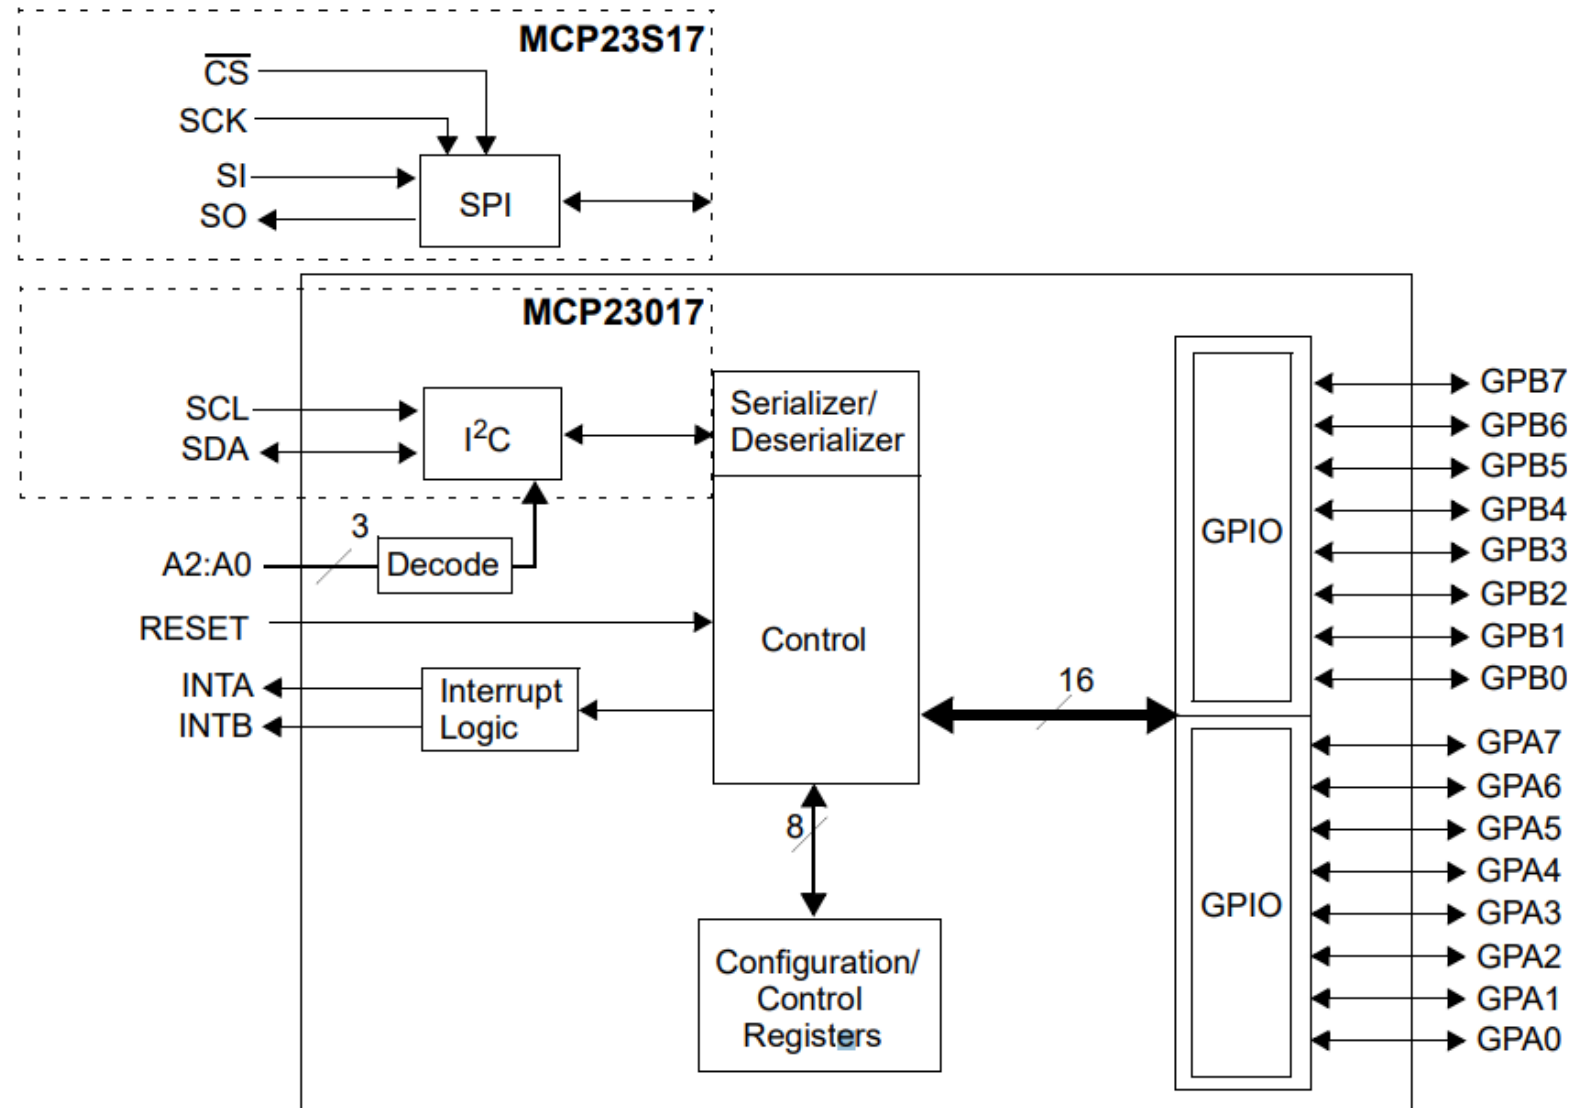 MCP23S17
CS
SCK
SI
SO
SPI
MCP23017
SCL
SDA
I²C
Serializer/
Deserializer
3
A2:A0
Decode
RESET
Control
INTA
INTB
Interrupt
Logic
16
8
Configuration/
Control
Registers
GPIO
GPB7
GPB6
GPB5
GPB4
GPB3
GPB2
GPB1
GPB0
GPIO
GPA7
GPA6
GPA5
GPA4
GPA3
GPA2
GPA1
GPA0